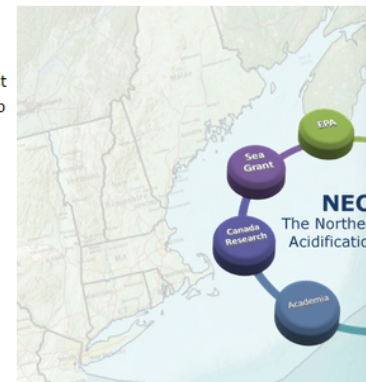 t
o
EPA
Sea
Grant
NEC
The Northe
Acidificatio
Canada
Research
Academia